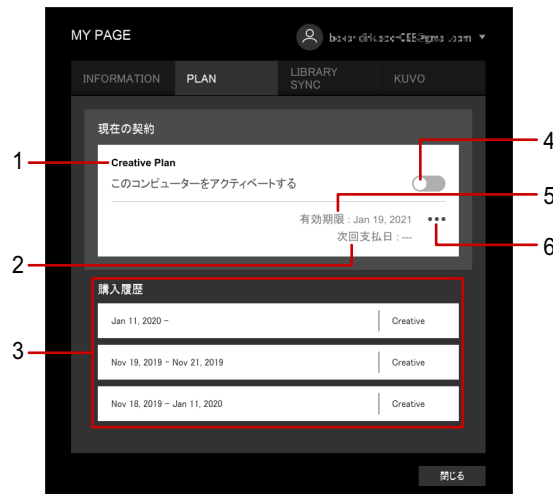 MY PAGE
INFORMATION
PLAN
LIBRARY
SYNC
KUVO
現在の契約
4
1
Creative Plan
このコンピューターをアクティベートする
5
有効期限 : Jan 19, 2021
次回支払日 : ---
6
2
購入履歴
Jan 11, 2020 –
Creative
3
Nov 19, 2019 – Nov 21, 2019
Creative
Nov 18, 2019 – Jan 11, 2020
Creative
閉じる